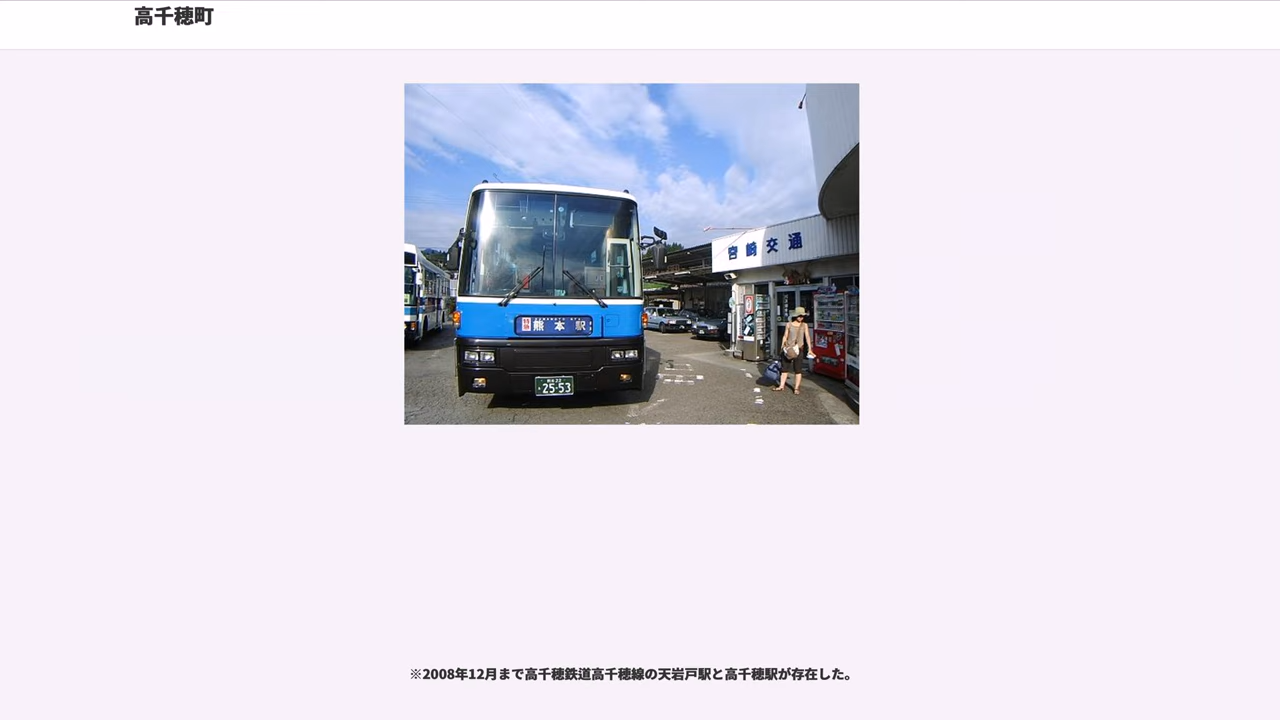 高千穂町
宮崎交通
特急 熊本駅
25-53
※2008年12月まで高千穂鉄道高千穂線の天岩戸駅と高千穂駅が存在した。